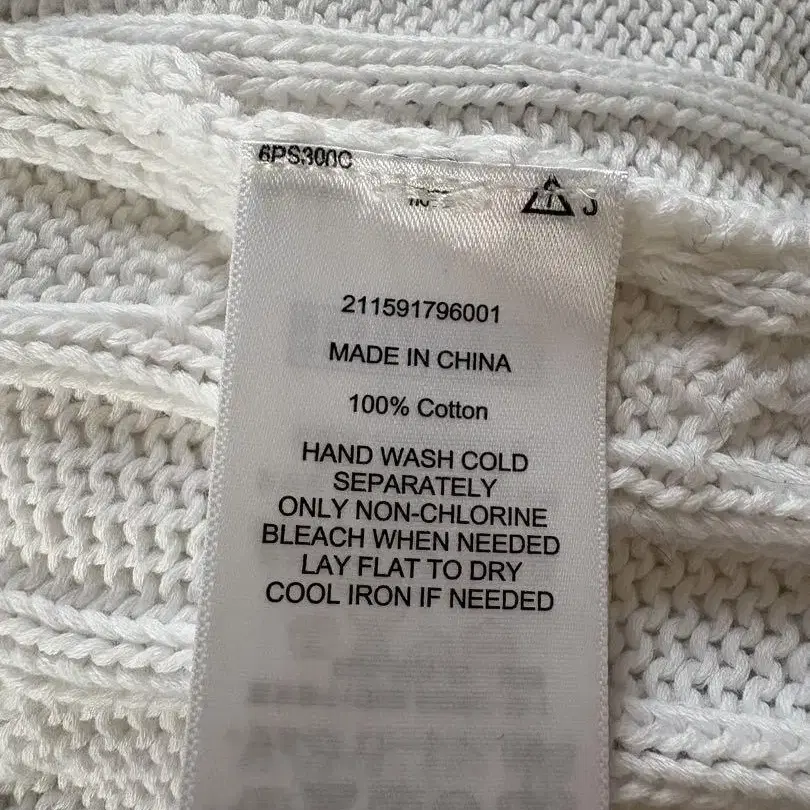 6PS300C
211591796001
MADE IN CHINA
100% Cotton
HAND WASH COLD
SEPARATELY
ONLY NON-CHLORINE
BLEACH WHEN NEEDED
LAY FLAT TO DRY
COOL IRON IF NEEDED